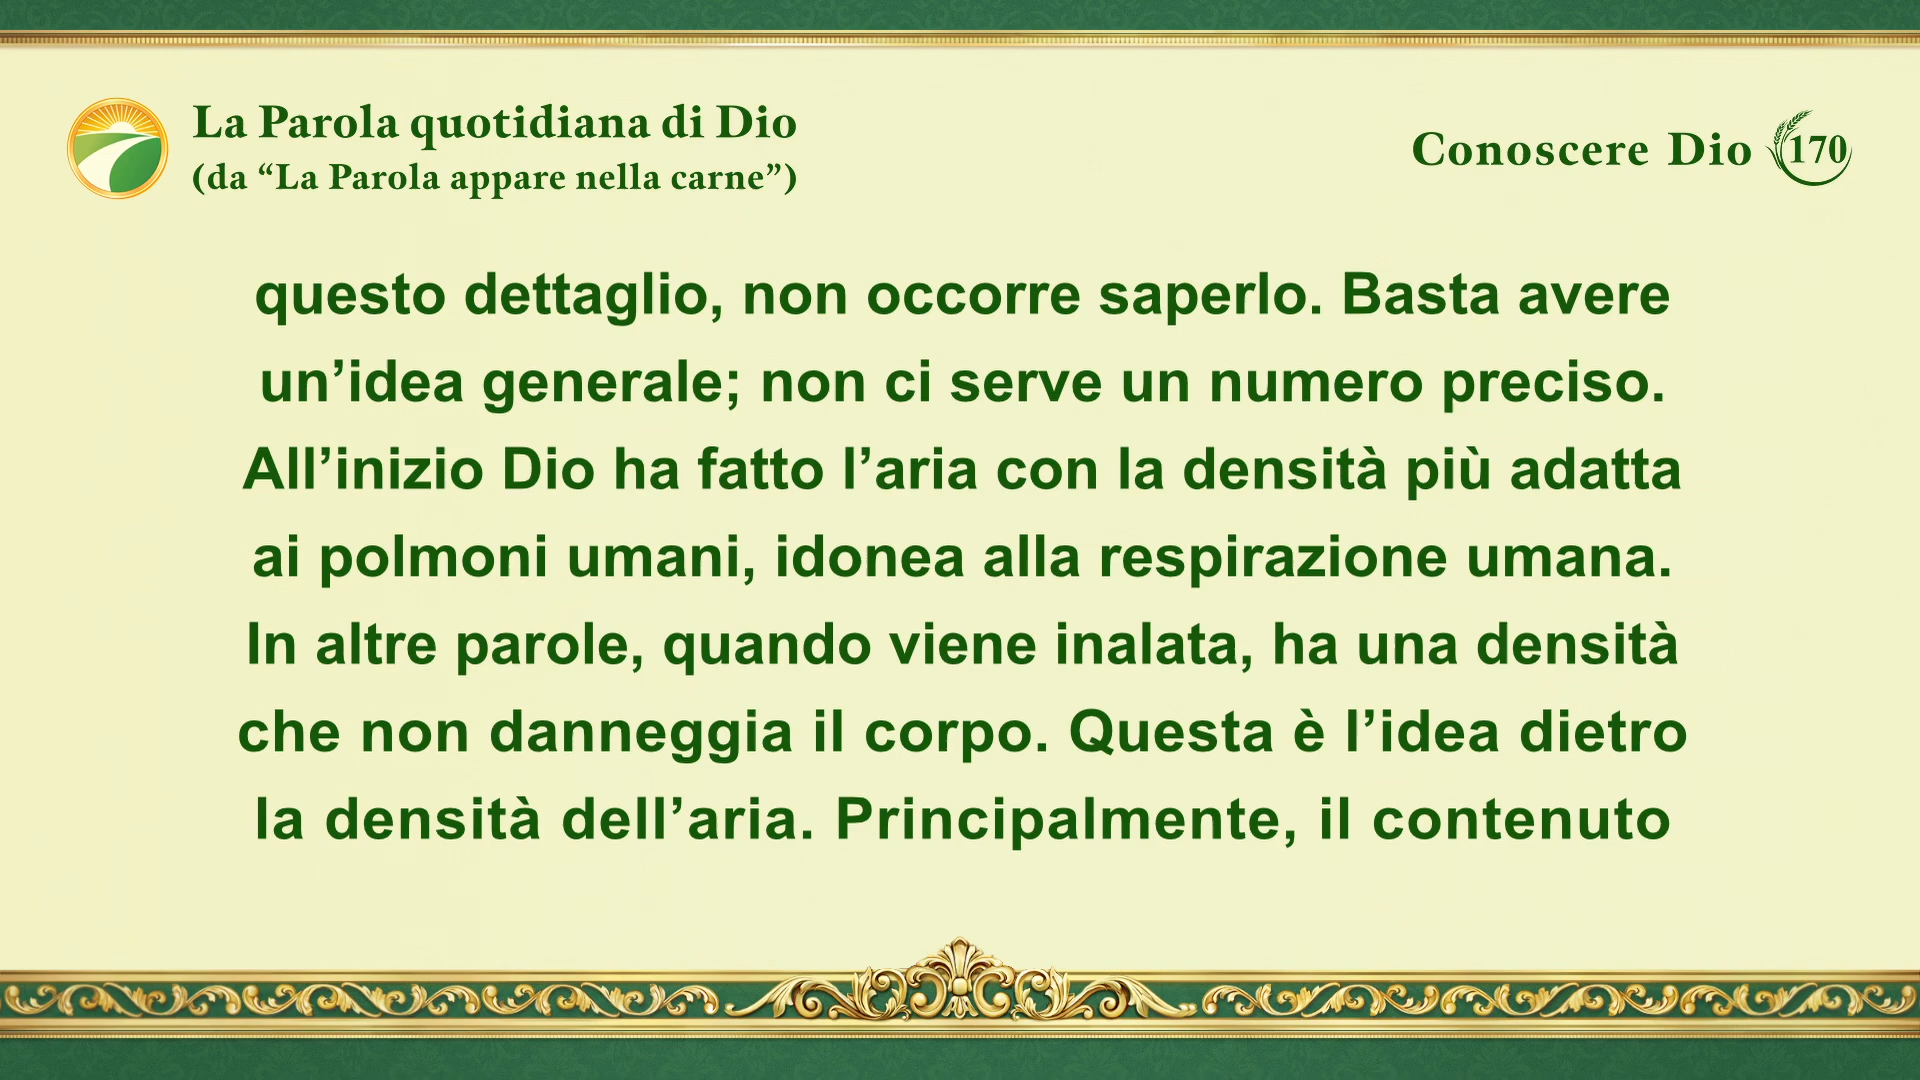 La Parola quotidiana di Dio
(da “La Parola appare nella carne”)
Conoscere Dio 170
questo dettaglio, non occorre saperlo. Basta avere
un’idea generale; non ci serve un numero preciso.
All’inizio Dio ha fatto l’aria con la densità più adatta
ai polmoni umani, idonea alla respirazione umana.
In altre parole, quando viene inalata, ha una densità
che non danneggia il corpo. Questa è l’idea dietro
la densità dell’aria. Principalmente, il contenuto